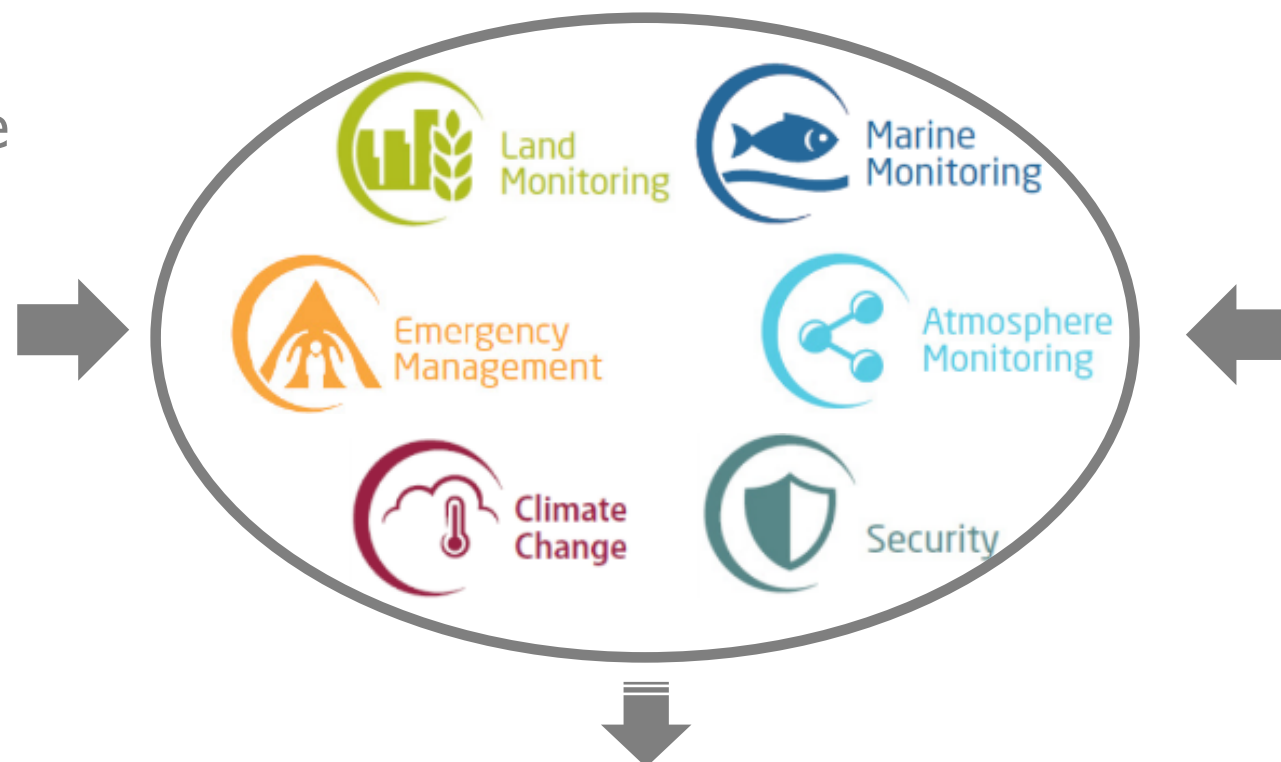 e
Land
Monitoring
Marine
Monitoring
Emergency
Management
Atmosphere
Monitoring
Climate
Change
Security